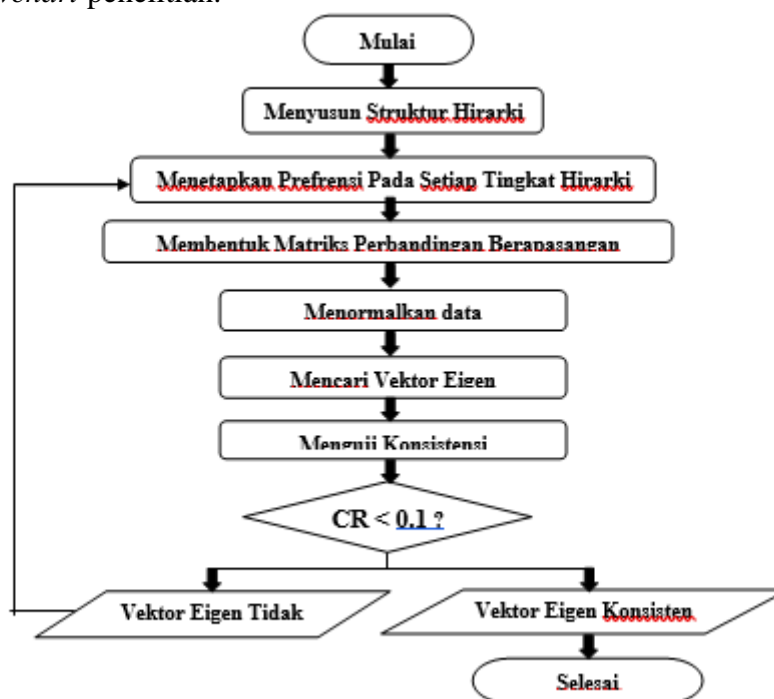 penelitian.
Mulai
Menyusun Struktur Hirarki
Menetapkan Prefrensi Pada Setiap Tingkat Hirarki
Membentuk Matriks Perbandingan Berapasangan
Menormalkan data
Mencari Vektor Eigen
Menguji Konsistensi
CR < 0.1 ?
Vektor Eigen Tidak
Vektor Eigen Konsisten
Selesai